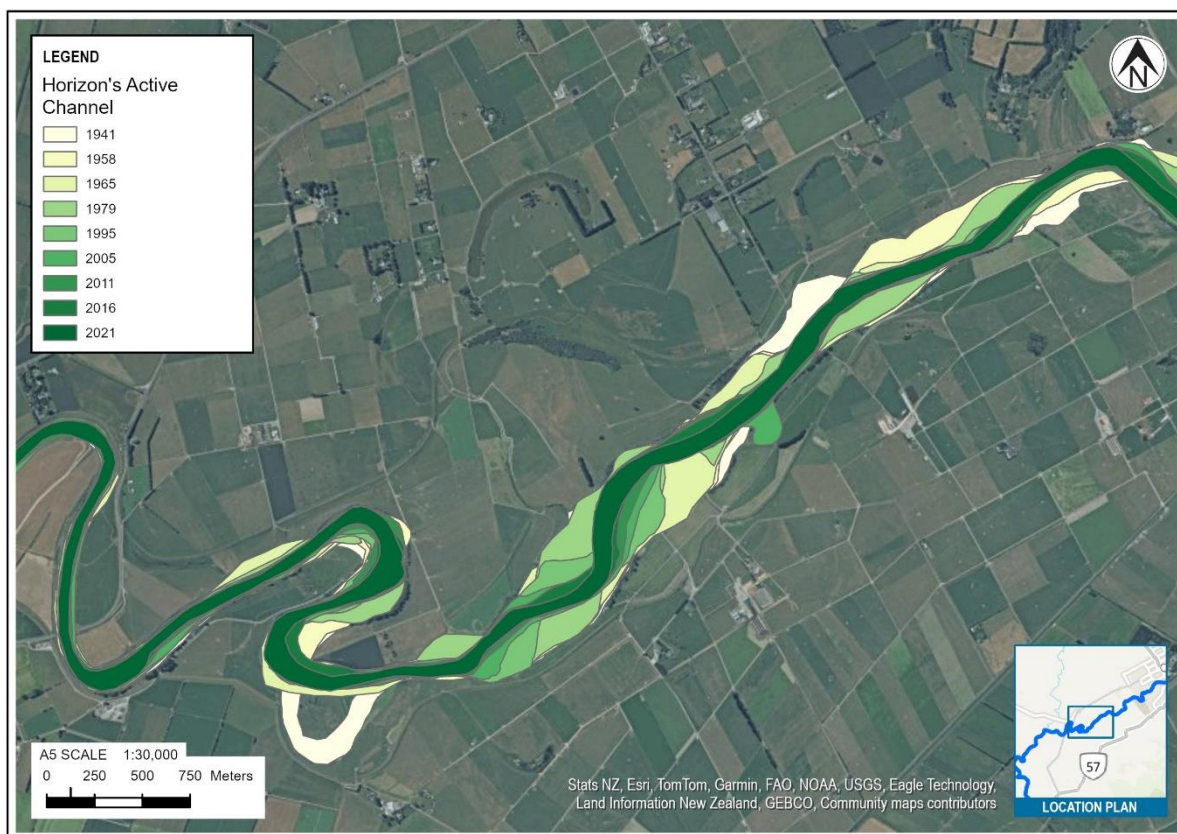 LEGEND
Horizon's Active
Channel
1941
1958
1965
1979
1995
2005
2011
2016
2021
N
A5 SCALE 1:30,000
0 250 500 750 Meters
Stats NZ, Esri, TomTom, Garmin, FAO, NOAA, USGS, Eagle Technology,
Land Information New Zealand, GEBCO, Community maps contributors
57
LOCATION PLAN